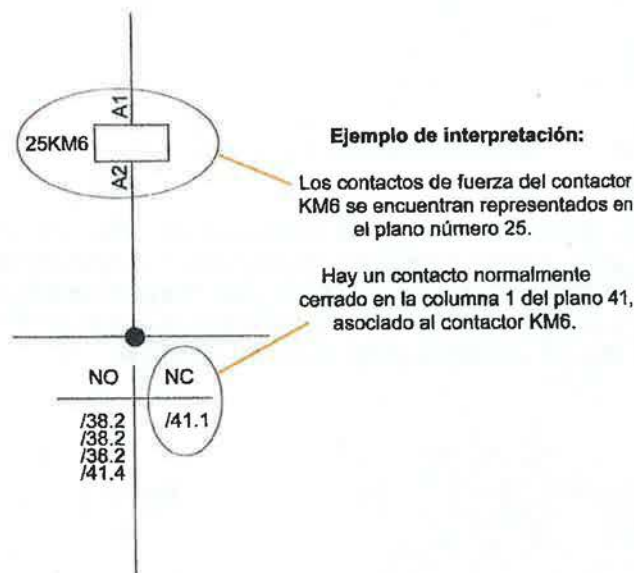 A1
25KM6
A2
Ejemplo de interpretación:
Los contactos de fuerza del contactor
KM6 se encuentran representados en
el plano número 25.
Hay un contacto normalmente
cerrado en la columna 1 del plano 41,
asociado al contactor KM6.
NO NC
/38.2 /41.1
/38.2
/38.2
/41.4